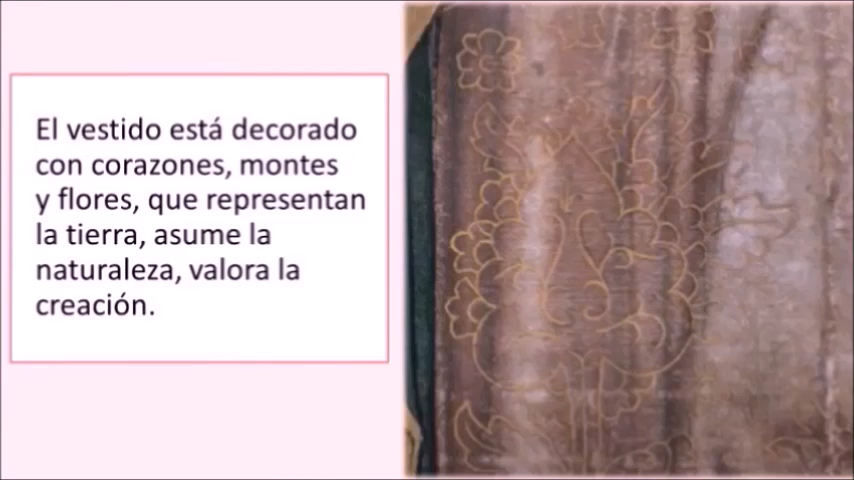 El vestido está decorado
con corazones, montes
y flores, que representan
la tierra, asume la
naturaleza, valora la
creación.